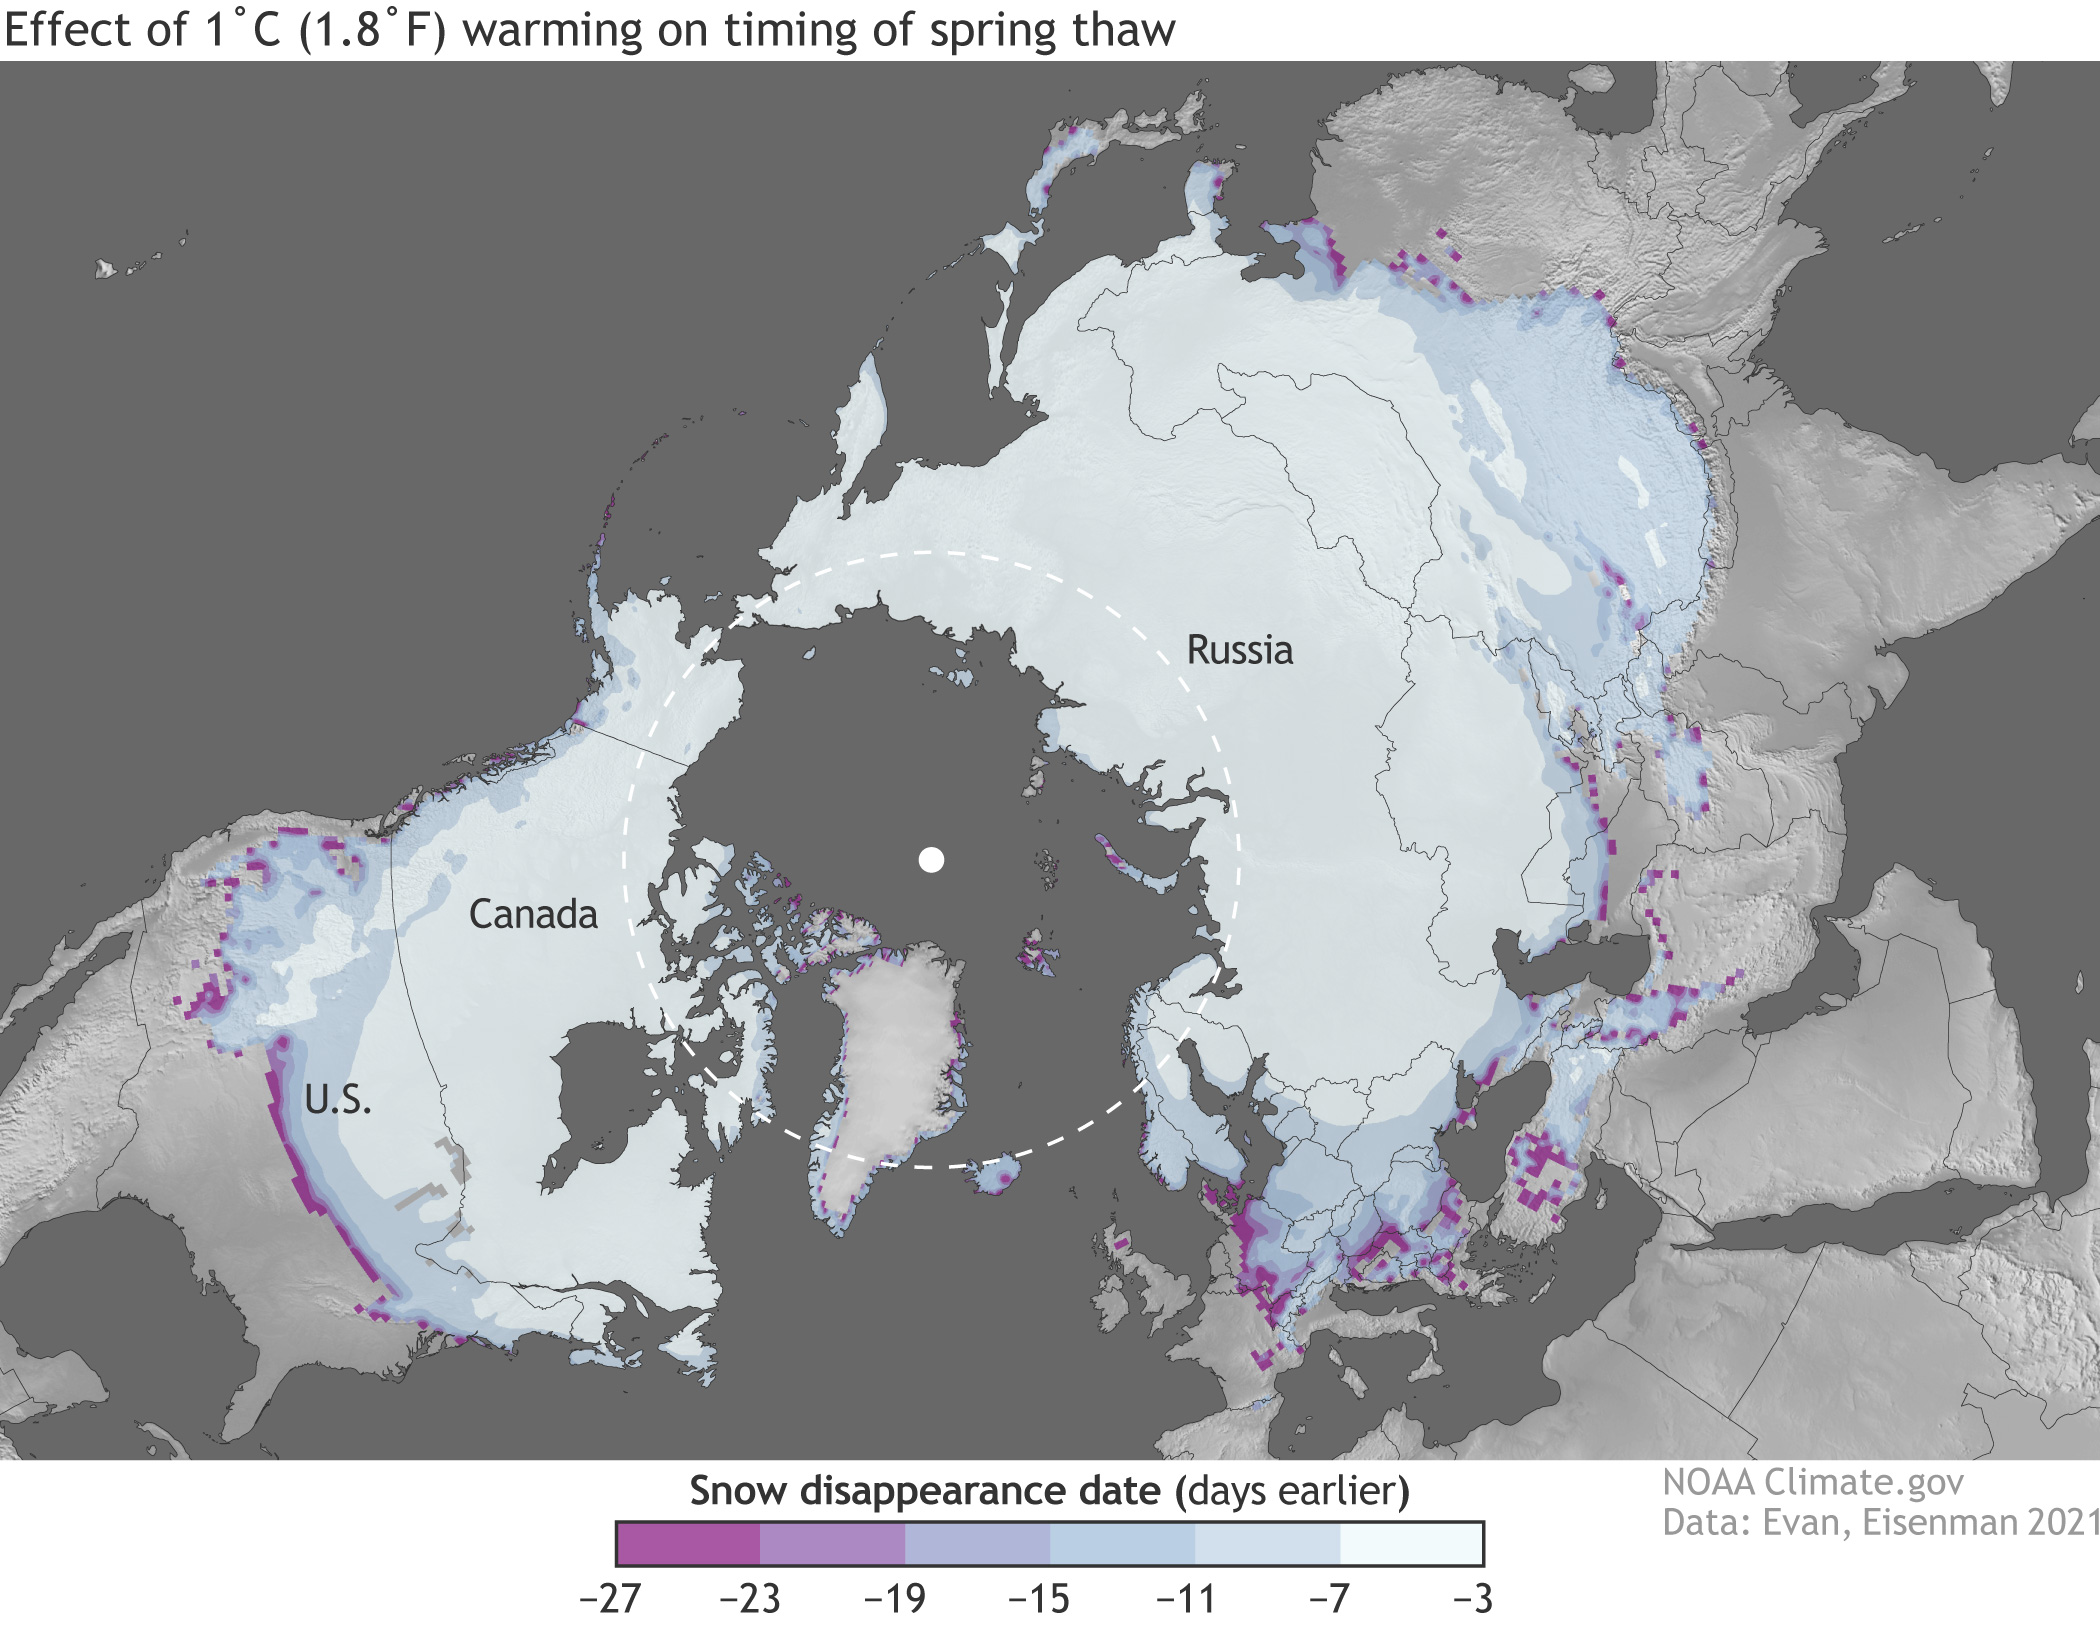 Effect of 1˚C (1.8˚F) warming on timing of spring thaw
Russia
Canada
U.S.
Snow disappearance date (days earlier)
−27 −23 −19 −15 −11 −7 −3
NOAA Climate.gov
Data: Evan, Eisenman 2021